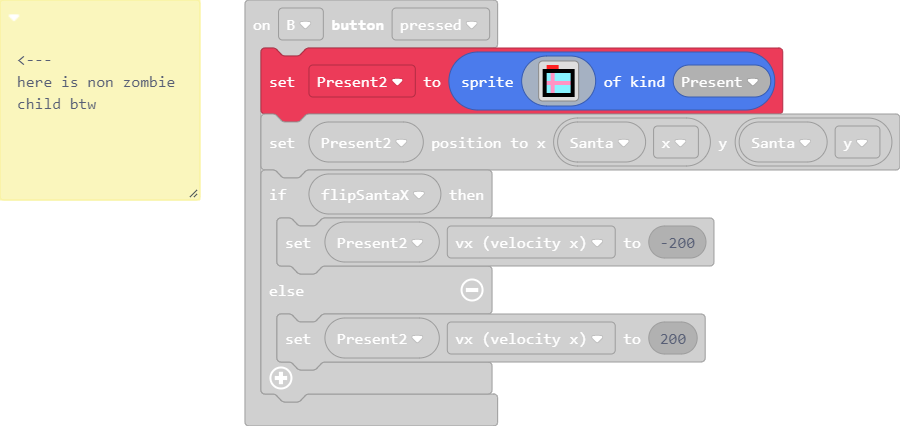 <---
here is non zombie
child btw
on B button pressed
set Present2 to sprite of kind Present
set Present2 position to x Santa x y Santa y
if flipSantaX then
set Present2 vx (velocity x) to -200
else
set Present2 vx (velocity x) to 200